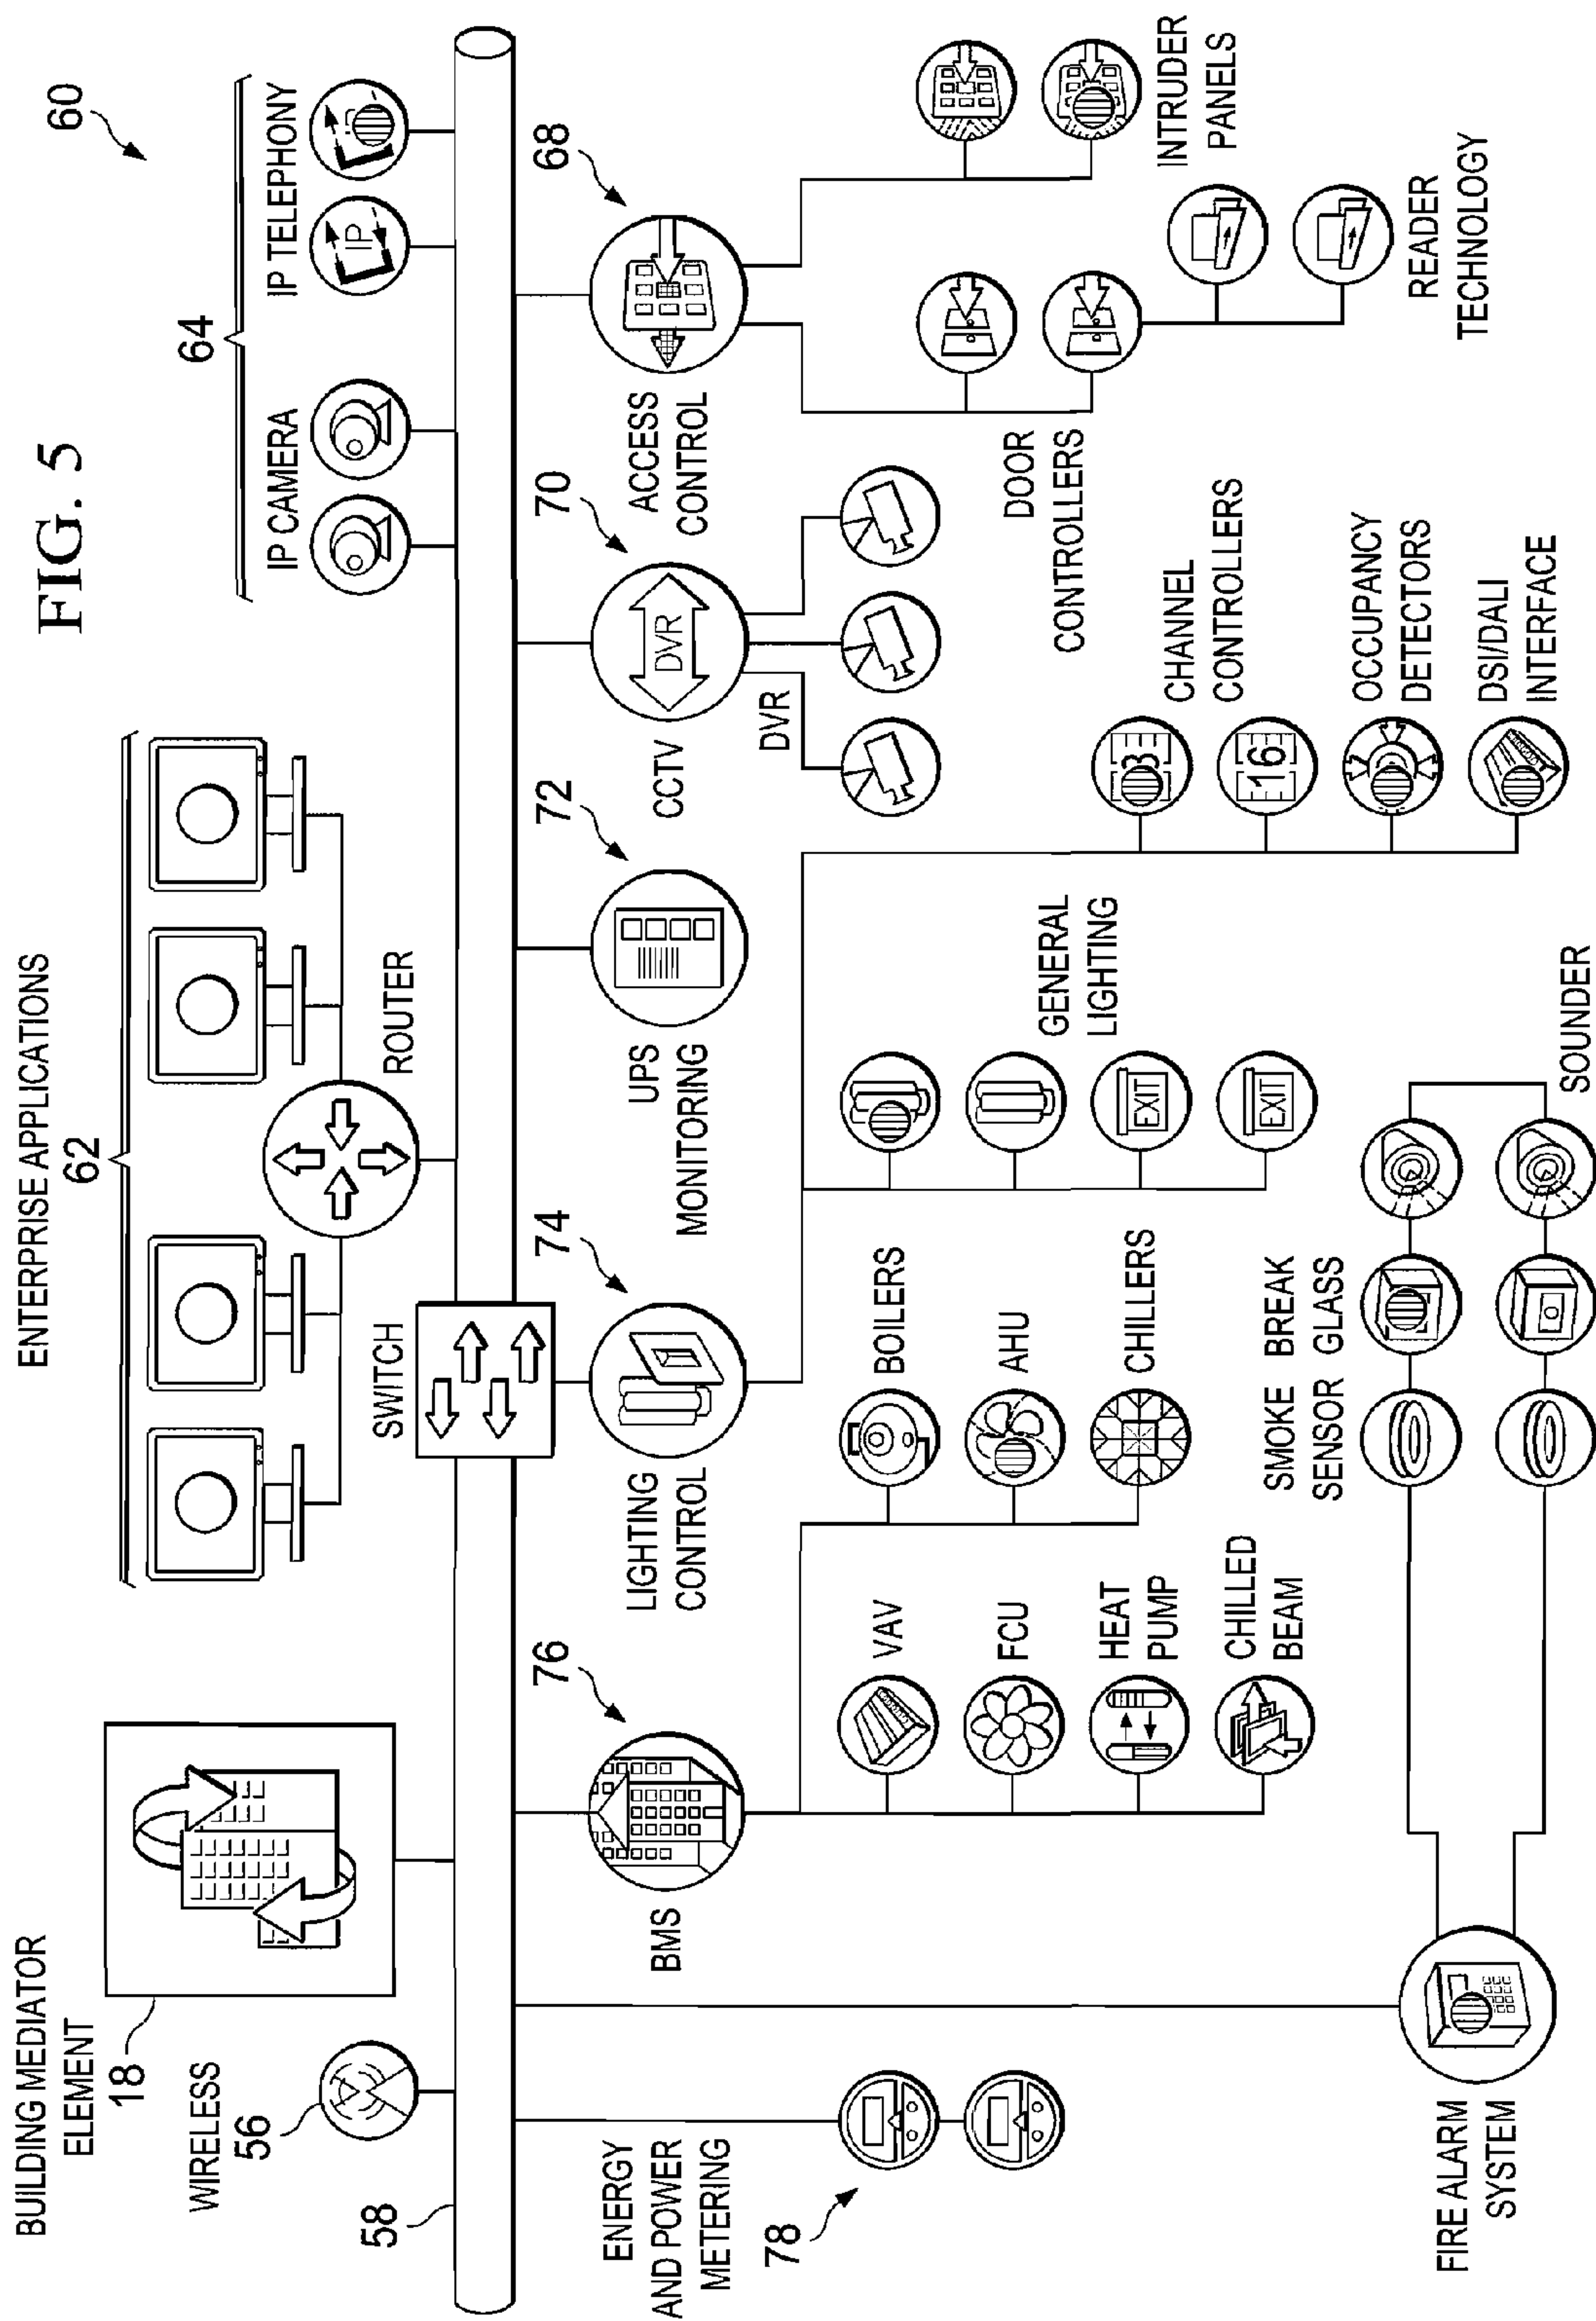 FIG. 5
60
ENTERPRISE APPLICATIONS
62
64
BUILDING MEDIATOR
ELEMENT
18
WIRELESS
56
58
ROUTER
SWITCH
IP CAMERA
IP TELEPHONY
IP
ENERGY
AND POWER
METERING
78
BMS
76
LIGHTING
CONTROL
74
UPS
MONITORING
72
CCTV
70
DVR
DVR
ACCESS
CONTROL
68
VAV
FCU
HEAT
PUMP
CHILLED
BEAM
BOILERS
AHU
CHILLERS
GENERAL
LIGHTING
EXIT
EXIT
CHANNEL
CONTROLLERS
3
16
OCCUPANCY
DETECTORS
DSI/DALI
INTERFACE
DOOR
CONTROLLERS
INTRUDER
PANELS
READER
TECHNOLOGY
FIRE ALARM
SYSTEM
SMOKE
SENSOR
BREAK
GLASS
SOUNDER